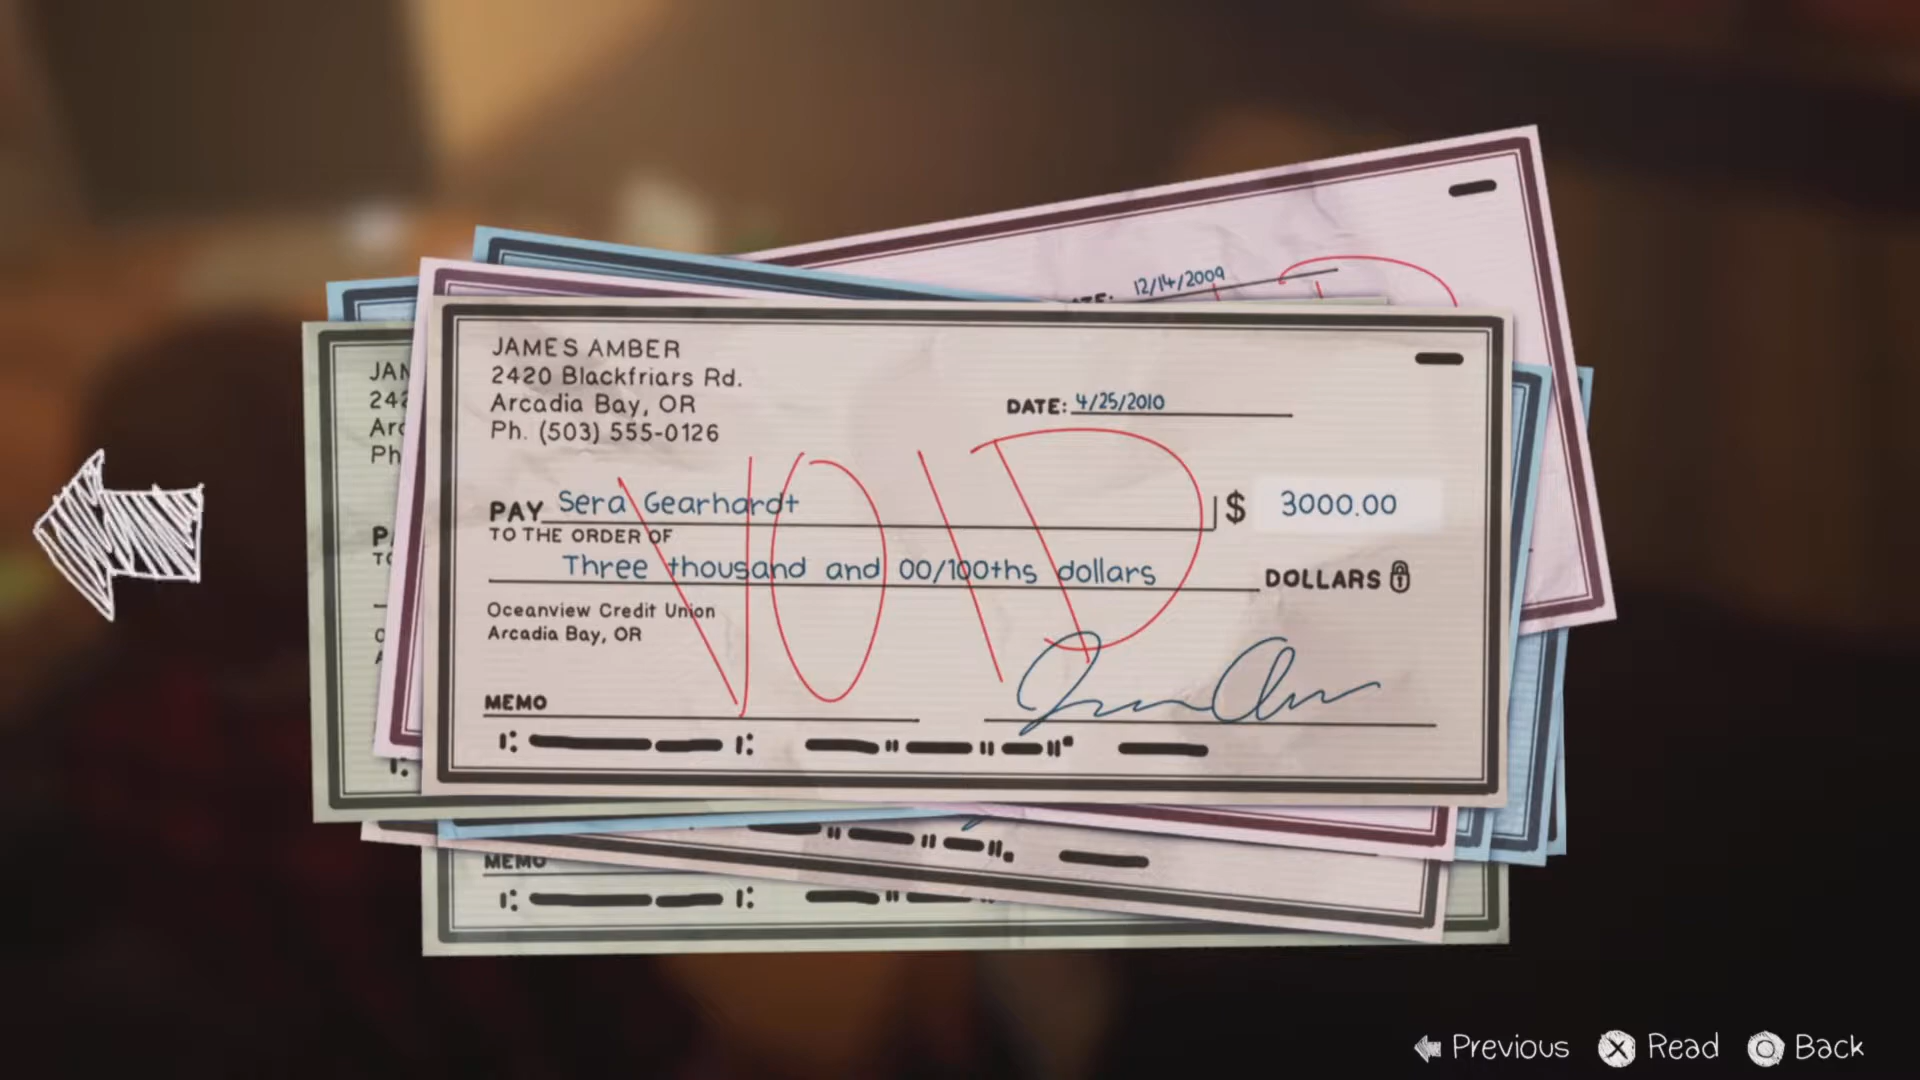 12/14/2009
JAMES AMBER
2420 Blackfriars Rd.
Arcadia Bay, OR
Ph. (503) 555-0126
DATE: 4/25/2010
PAY Sera Gearhardt $ 3000.00
TO THE ORDER OF
Three thousand and 00/100ths dollars DOLLARS
Oceanview Credit Union
Arcadia Bay, OR
MEMO
VOID
MEMO
Previous Read Back